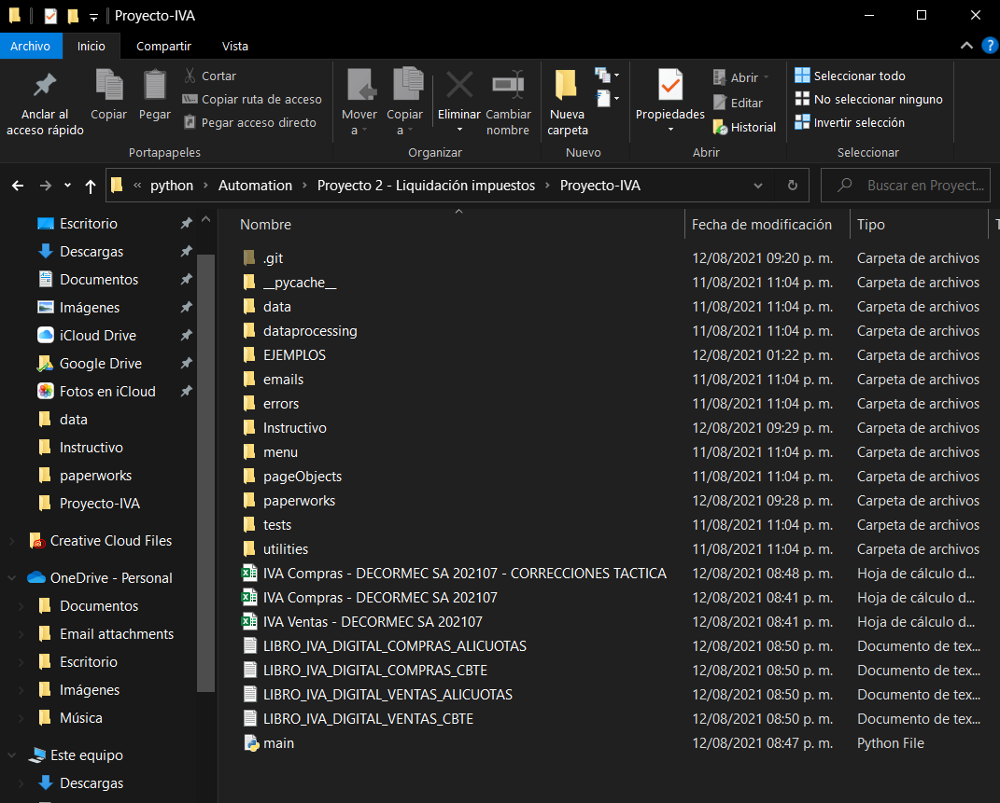 Proyecto-IVA
Archivo Inicio Compartir Vista
Anclar al acceso rápido
Copiar
Pegar
Cortar
Copiar ruta de acceso
Pegar acceso directo
Portapapeles
Mover a
Copiar a
Eliminar
Cambiar nombre
Organizar
Nueva carpeta
Nuevo
Propiedades
Abrir
Editar
Historial
Abrir
Seleccionar todo
No seleccionar ninguno
Invertir selección
Seleccionar
« python › Automation › Proyecto 2 - Liquidación impuestos › Proyecto-IVA
Buscar en Proyect...
Escritorio
Descargas
Documentos
Imágenes
iCloud Drive
Google Drive
Fotos en iCloud
data
Instructivo
paperworks
Proyecto-IVA
Creative Cloud Files
OneDrive - Personal
Documentos
Email attachments
Escritorio
Imágenes
Música
Este equipo
Descargas
Nombre Fecha de modificación Tipo T
.git 12/08/2021 09:20 p. m. Carpeta de archivos
__pycache__ 11/08/2021 11:04 p. m. Carpeta de archivos
data 11/08/2021 11:04 p. m. Carpeta de archivos
dataprocessing 11/08/2021 11:04 p. m. Carpeta de archivos
EJEMPLOS 12/08/2021 01:22 p. m. Carpeta de archivos
emails 11/08/2021 11:04 p. m. Carpeta de archivos
errors 11/08/2021 11:04 p. m. Carpeta de archivos
Instructivo 12/08/2021 09:29 p. m. Carpeta de archivos
menu 11/08/2021 11:04 p. m. Carpeta de archivos
pageObjects 11/08/2021 11:04 p. m. Carpeta de archivos
paperworks 12/08/2021 09:28 p. m. Carpeta de archivos
tests 11/08/2021 11:04 p. m. Carpeta de archivos
utilities 11/08/2021 11:04 p. m. Carpeta de archivos
IVA Compras - DECORMEC SA 202107 - CORRECCIONES TACTICA 12/08/2021 08:48 p. m. Hoja de cálculo d...
IVA Compras - DECORMEC SA 202107 12/08/2021 08:41 p. m. Hoja de cálculo d...
IVA Ventas - DECORMEC SA 202107 12/08/2021 08:41 p. m. Hoja de cálculo d...
LIBRO_IVA_DIGITAL_COMPRAS_ALICUOTAS 12/08/2021 08:50 p. m. Documento de tex...
LIBRO_IVA_DIGITAL_COMPRAS_CBTE 12/08/2021 08:50 p. m. Documento de tex...
LIBRO_IVA_DIGITAL_VENTAS_ALICUOTAS 12/08/2021 08:50 p. m. Documento de tex...
LIBRO_IVA_DIGITAL_VENTAS_CBTE 12/08/2021 08:50 p. m. Documento de tex...
main 12/08/2021 08:47 p. m. Python File